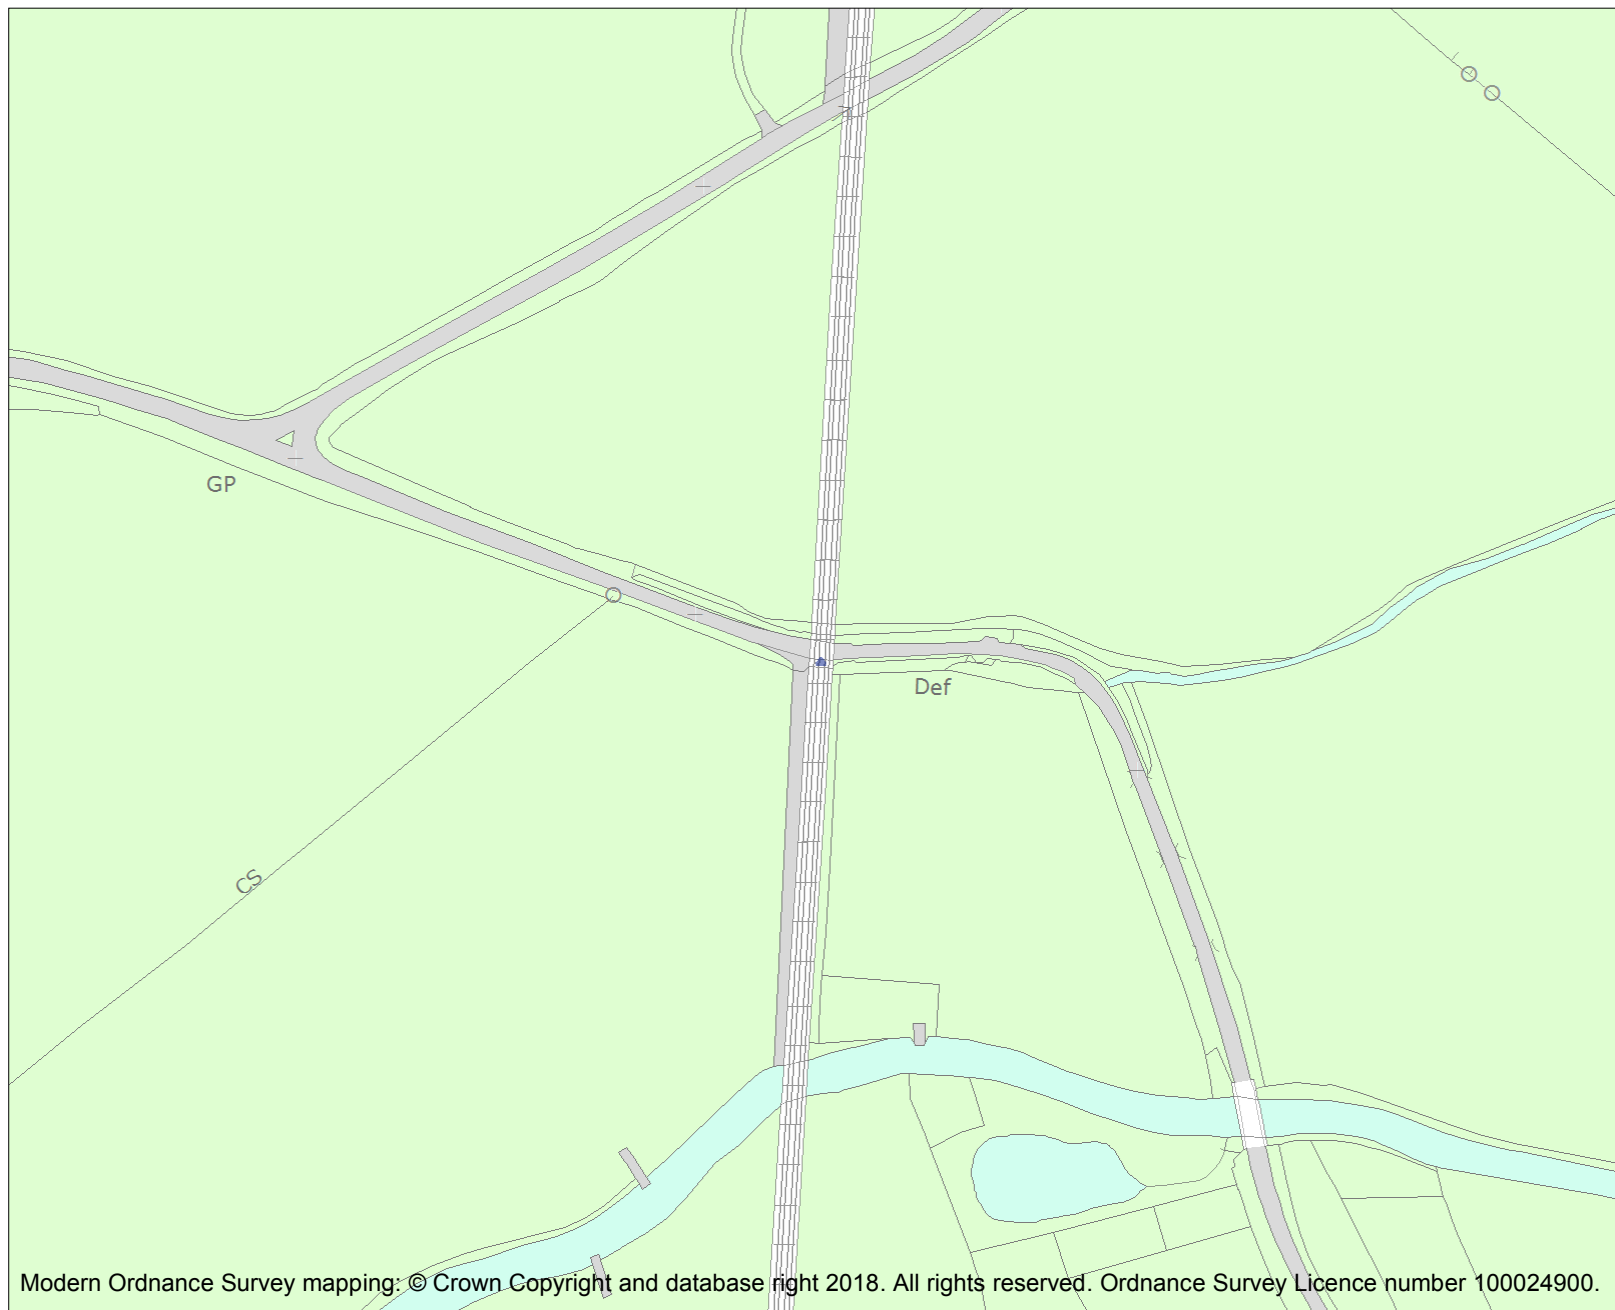 GP
Def
CS
Modern Ordnance Survey mapping: © Crown Copyright and database right 2018. All rights reserved. Ordnance Survey Licence number 100024900.